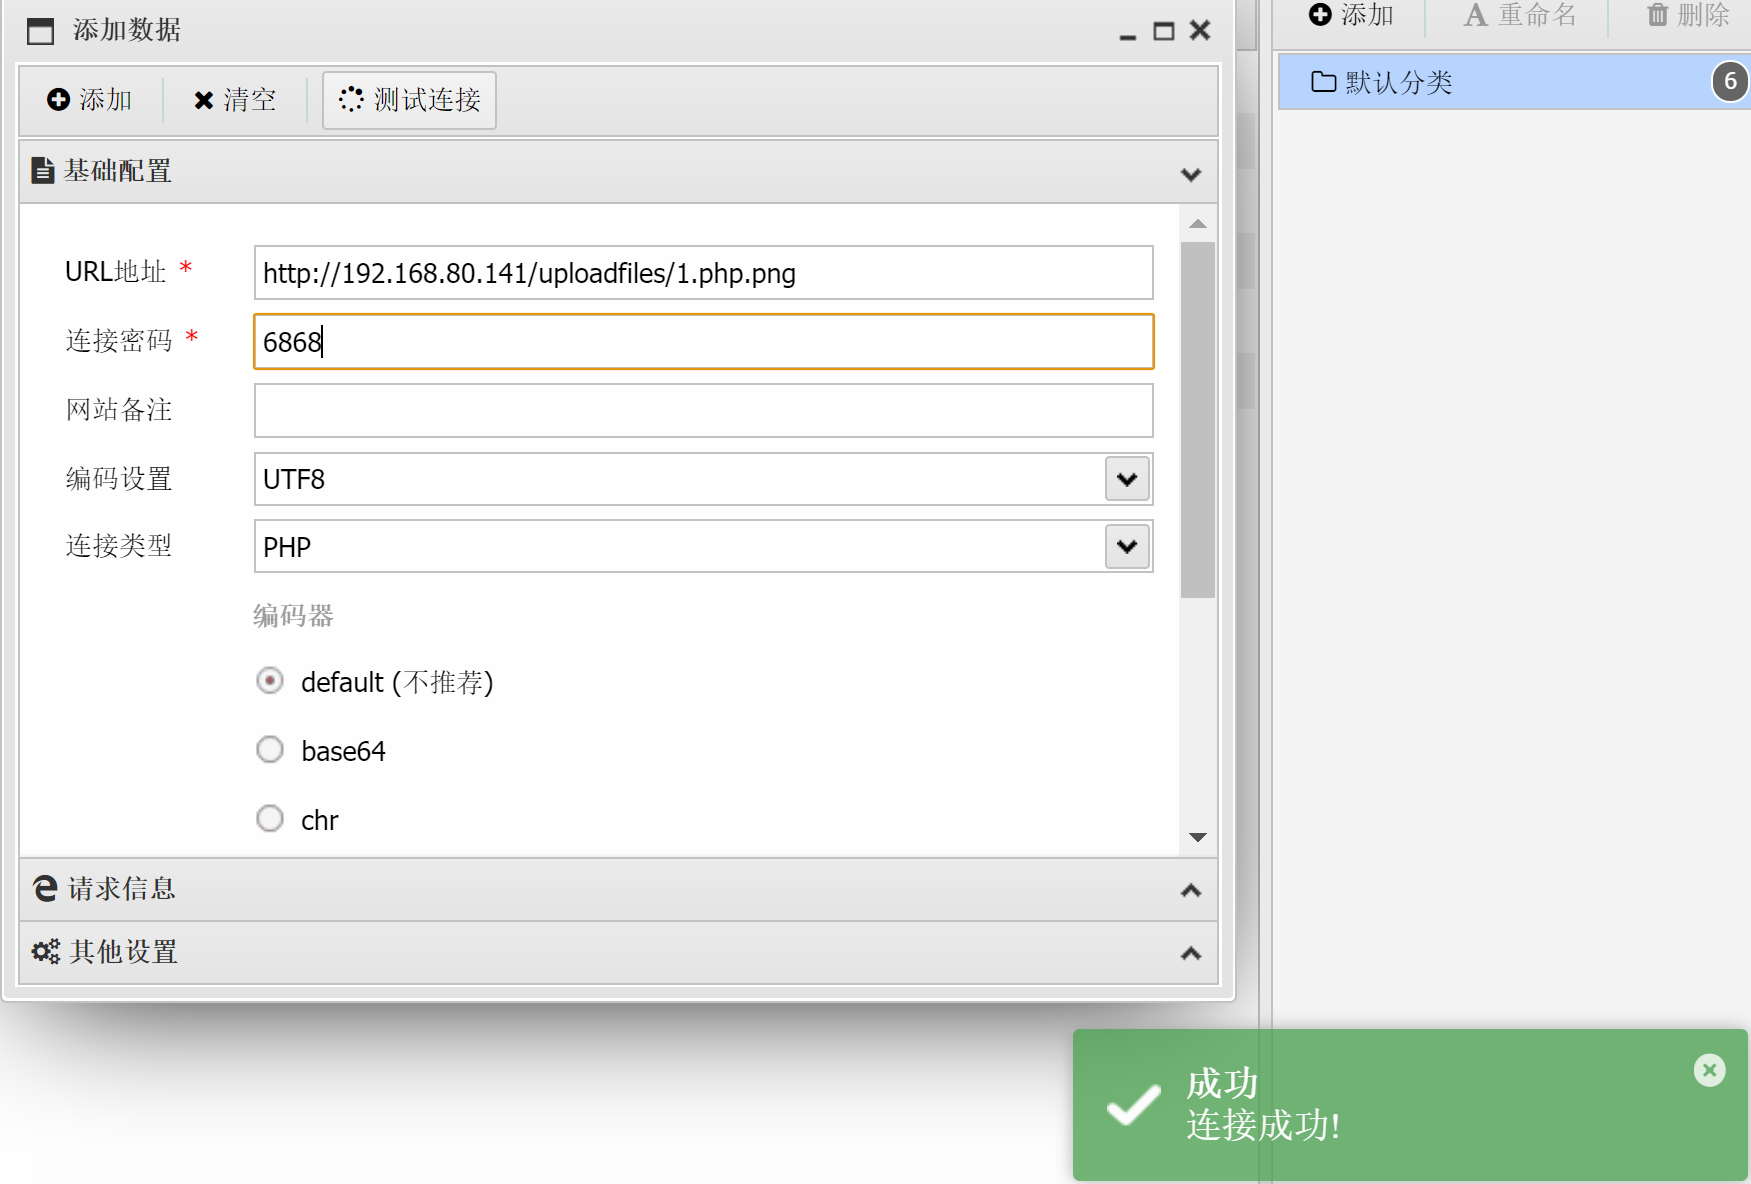 添加数据
添加 清空 测试连接
基础配置
URL地址 * http://192.168.80.141/uploadfiles/1.php.png
连接密码 * 6868
网站备注
编码设置 UTF8
连接类型 PHP
编码器
default (不推荐)
base64
chr
请求信息
其他设置
添加 A 重命名 删除
默认分类 6
成功
连接成功!